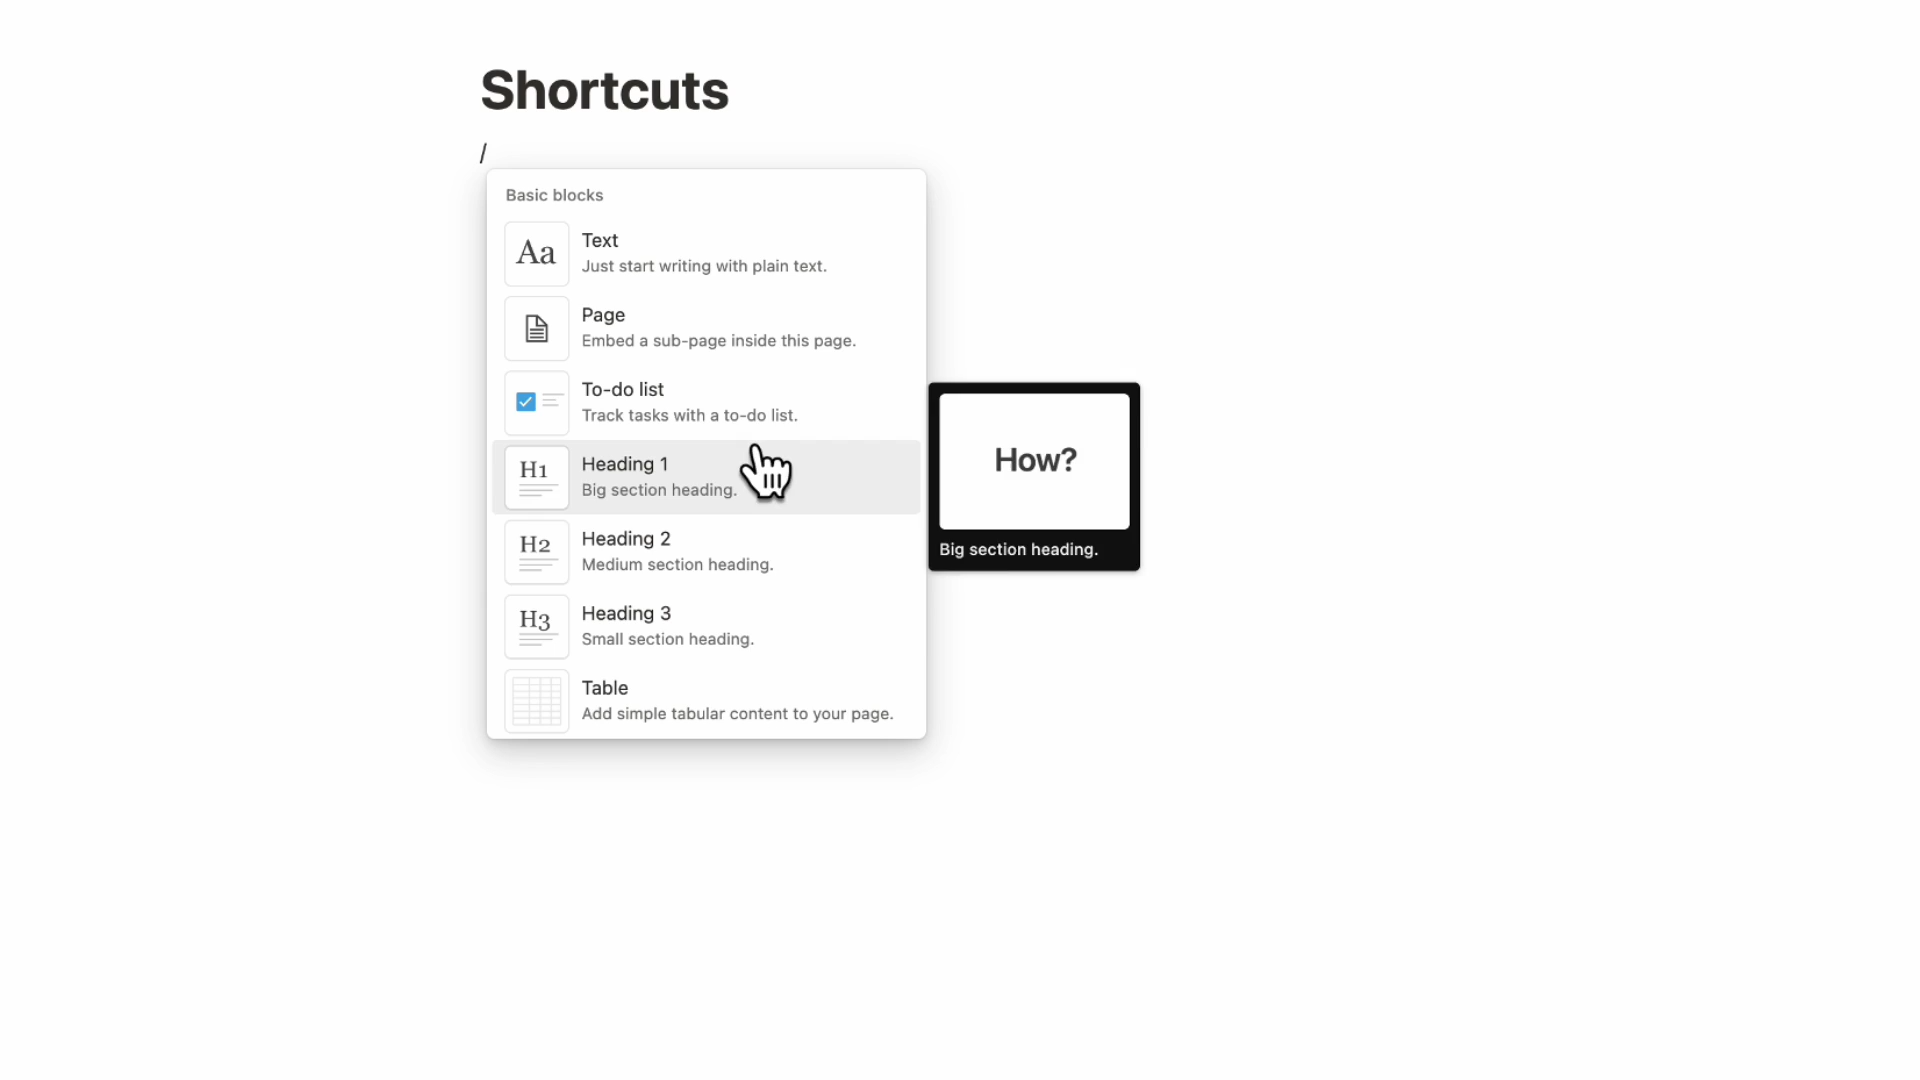 Shortcuts
/
Basic blocks
Aa
Text
Just start writing with plain text.
Page
Embed a sub-page inside this page.
To-do list
Track tasks with a to-do list.
H1
Heading 1
Big section heading.
How?
Big section heading.
H2
Heading 2
Medium section heading.
H3
Heading 3
Small section heading.
Table
Add simple tabular content to your page.